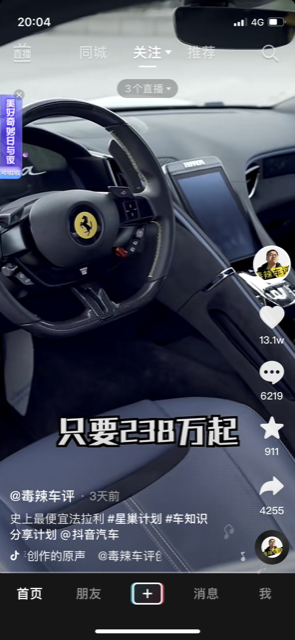 20:04
4G
直播
同城
关注
推荐
3个直播
美好奇妙日与夜
只要238万起
13.1w
6219
911
4255
@毒辣车评 · 3天前
史上最便宜法拉利 #星巢计划 #车知识
分享计划 @抖音汽车
创作的原声 @毒辣车评创
首页
朋友
消息
我